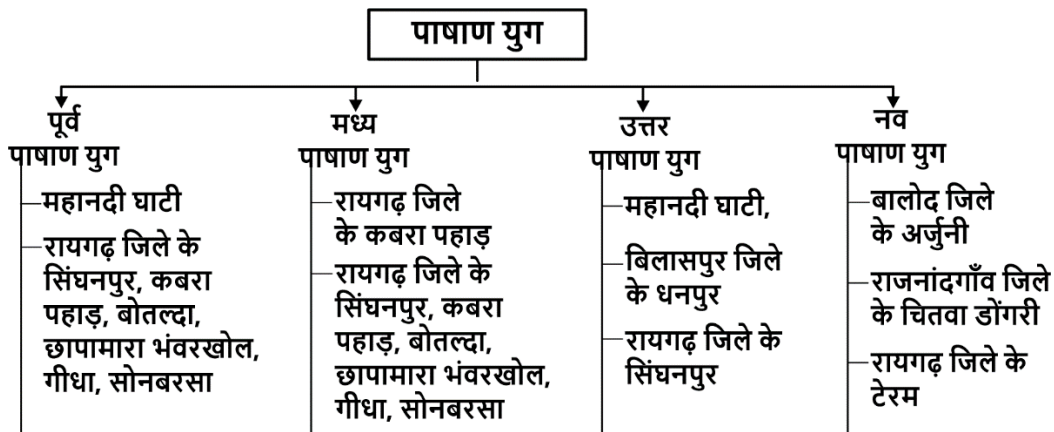 पाषाण युग
पूर्व
पाषाण युग
महानदी घाटी
रायगढ़ जिले के
सिंघनपुर, कबरा
पहाड़, बोतल्दा,
छापामारा भंवरखोल,
गीधा, सोनबरसा
मध्य
पाषाण युग
रायगढ़ जिले
के कबरा पहाड़
रायगढ़ जिले के
सिंघनपुर, कबरा
पहाड़, बोतल्दा,
छापामारा भंवरखोल,
गीधा, सोनबरसा
उत्तर
पाषाण युग
महानदी घाटी,
बिलासपुर जिले
के धनपुर
रायगढ़ जिले के
सिंघनपुर
नव
पाषाण युग
बालोद जिले
के अर्जुनी
राजनांदगाँव जिले
के चितवा डोंगरी
रायगढ़ जिले के
टेरम